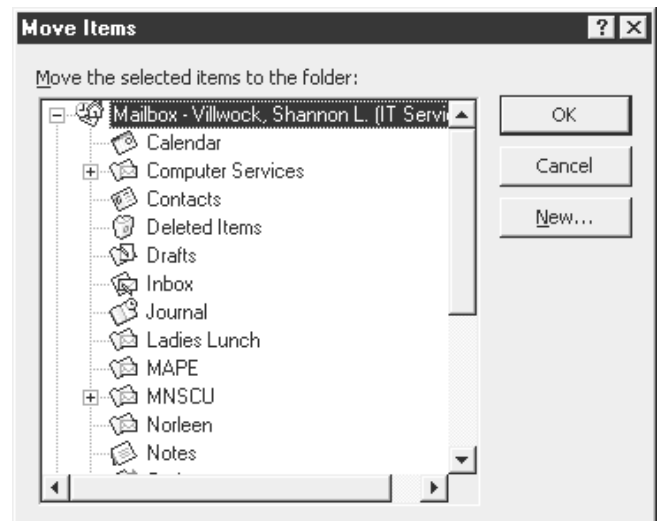 Move Items
Move the selected items to the folder:
Mailbox - Villwock, Shannon L. (IT Servi
Calendar
Computer Services
Contacts
Deleted Items
Drafts
Inbox
Journal
Ladies Lunch
MAPE
MNSCU
Norleen
Notes
OK
Cancel
New...